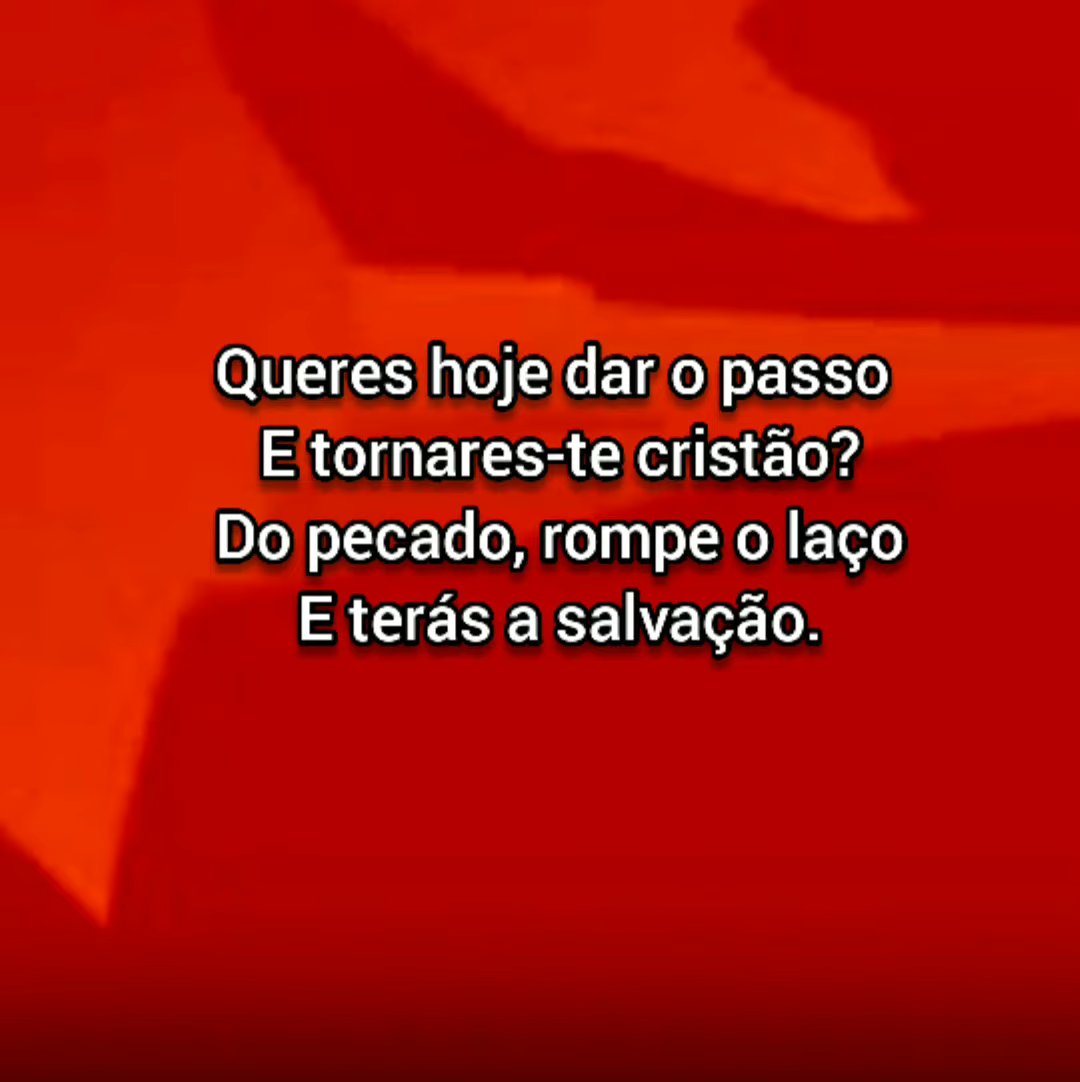 Queres hoje dar o passo
E tornares-te cristão?
Do pecado, rompe o laço
E terás a salvação.